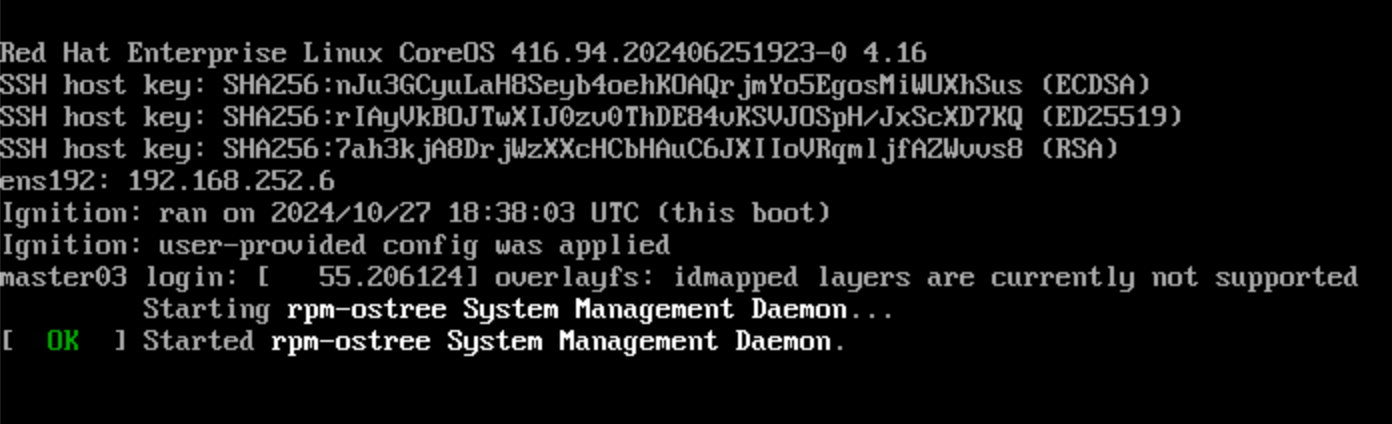 Red Hat Enterprise Linux CoreOS 416.94.202406251923-0 4.16
SSH host key: SHA256:nJu3GCyuLaH8Seyb4oehKOAQrjmYo5EgosMiWUXhSus (ECDSA)
SSH host key: SHA256:rIAyVkBOJTwXIJ0zv0ThDE84vKSVJOSpH/JxScXD7KQ (ED25519)
SSH host key: SHA256:7ah3kjA8DrjWzXXcHCbHAuC6JXIIoVRqmljfAZWvvs8 (RSA)
ens192: 192.168.252.6
Ignition: ran on 2024/10/27 18:38:03 UTC (this boot)
Ignition: user-provided config was applied
master03 login: [   55.206124] overlayfs: idmapped layers are currently not supported
         Starting rpm-ostree System Management Daemon...
[  OK  ] Started rpm-ostree System Management Daemon.